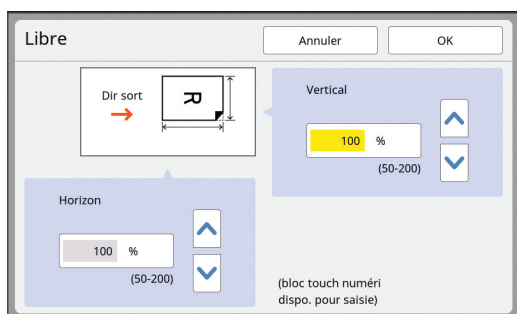 Libre
Annuler
OK
Dir sort
R
Vertical
100 %
(50-200)
Horizon
100 %
(50-200)
(bloc touch numéri
dispo. pour saisie)